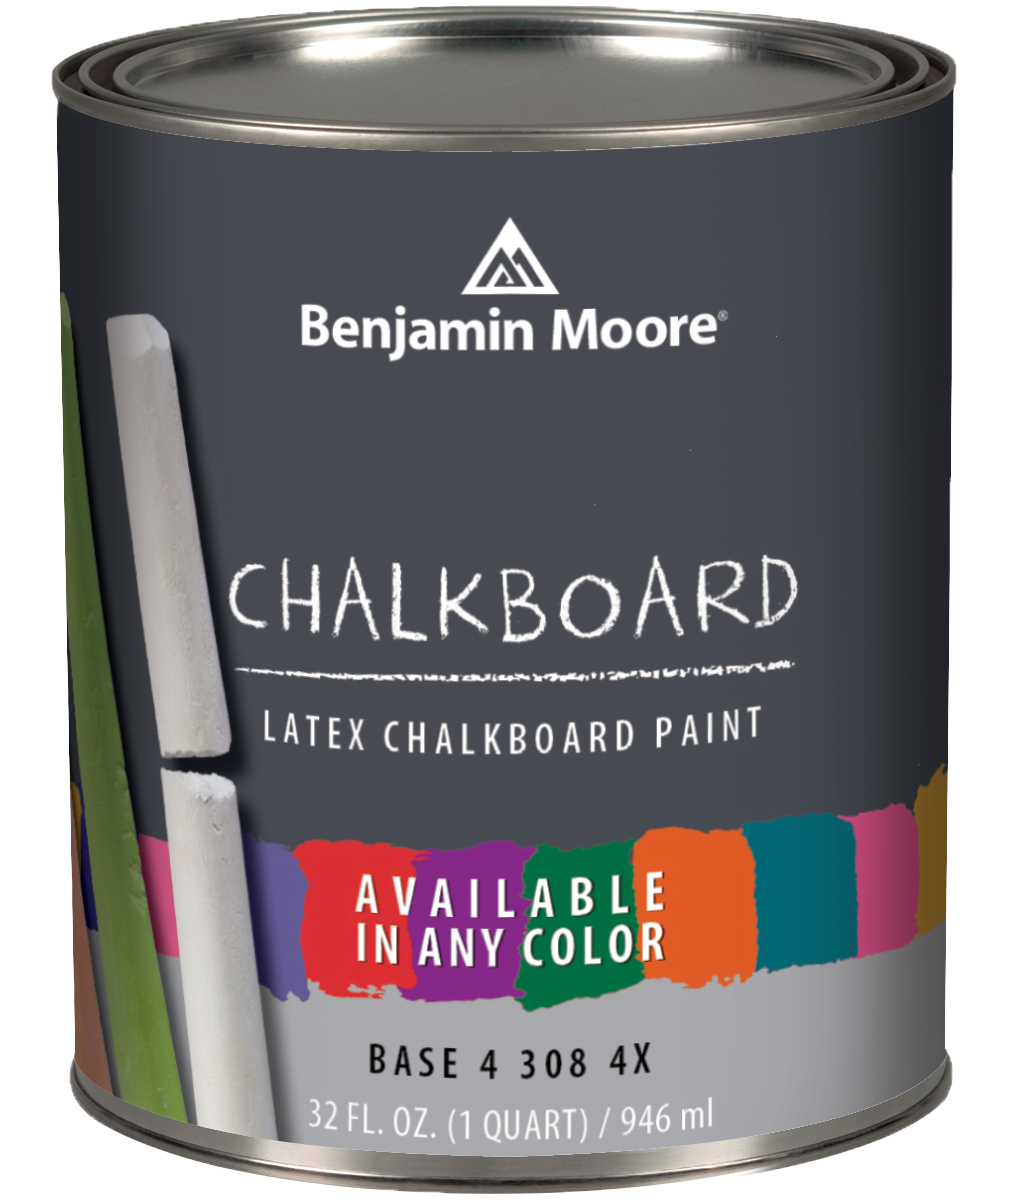 Benjamin Moore®
CHALKBOARD
LATEX CHALKBOARD PAINT
AVAILABLE
IN ANY COLOR
BASE 4 308 4X
32 FL. OZ. (1 QUART) / 946 ml